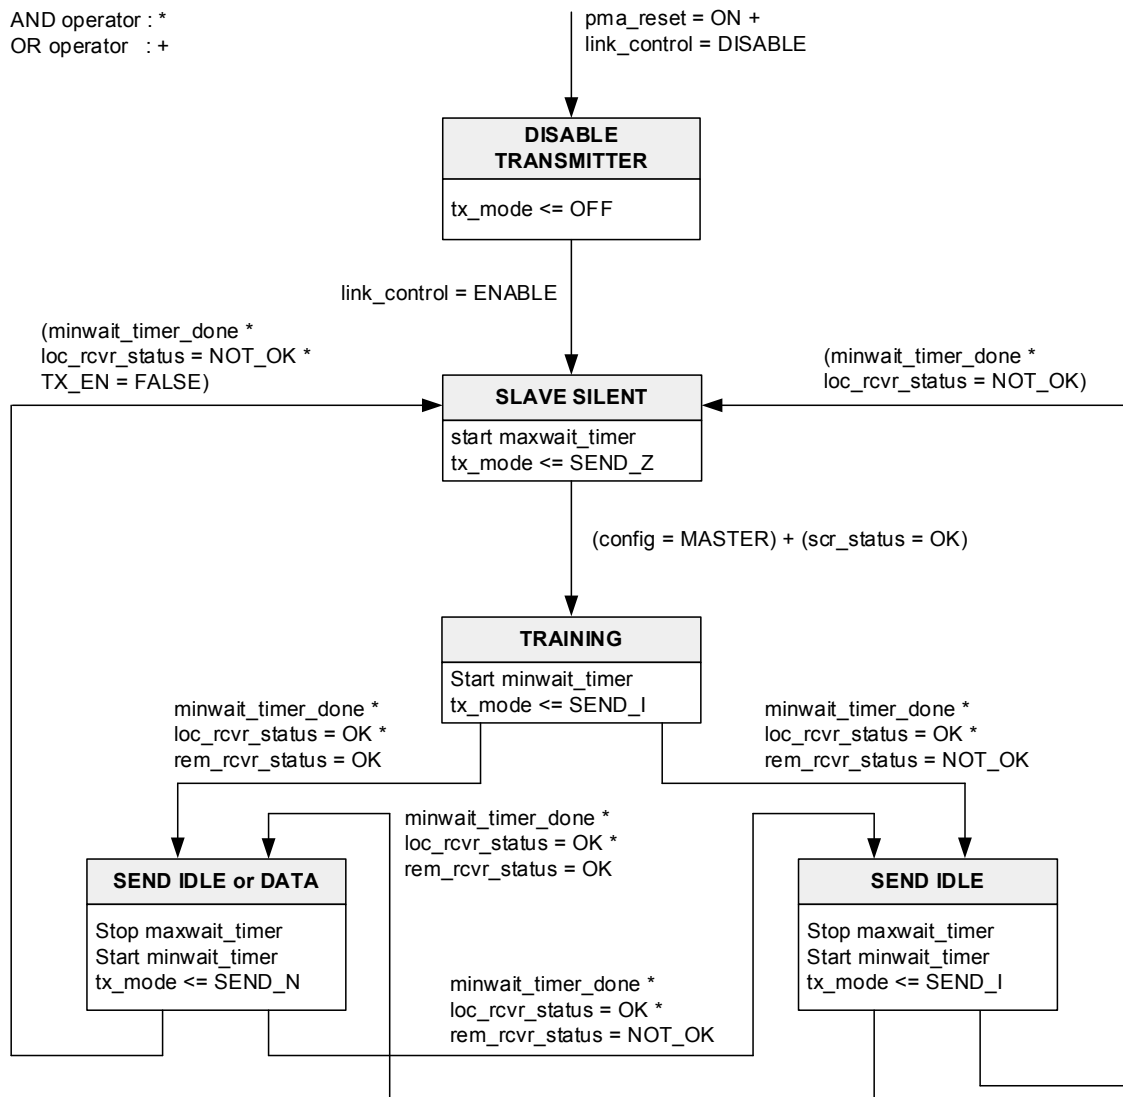 AND operator : *
OR operator : +
pma_reset = ON +
link_control = DISABLE
DISABLE
TRANSMITTER
tx_mode <= OFF
link_control = ENABLE
(minwait_timer_done *
loc_rcvr_status = NOT_OK *
TX_EN = FALSE)
(minwait_timer_done *
loc_rcvr_status = NOT_OK)
SLAVE SILENT
start maxwait_timer
tx_mode <= SEND_Z
(config = MASTER) + (scr_status = OK)
TRAINING
Start minwait_timer
tx_mode <= SEND_I
minwait_timer_done *
loc_rcvr_status = OK *
rem_rcvr_status = OK
minwait_timer_done *
loc_rcvr_status = OK *
rem_rcvr_status = NOT_OK
minwait_timer_done *
loc_rcvr_status = OK *
rem_rcvr_status = OK
SEND IDLE or DATA
Stop maxwait_timer
Start minwait_timer
tx_mode <= SEND_N
SEND IDLE
Stop maxwait_timer
Start minwait_timer
tx_mode <= SEND_I
minwait_timer_done *
loc_rcvr_status = OK *
rem_rcvr_status = NOT_OK